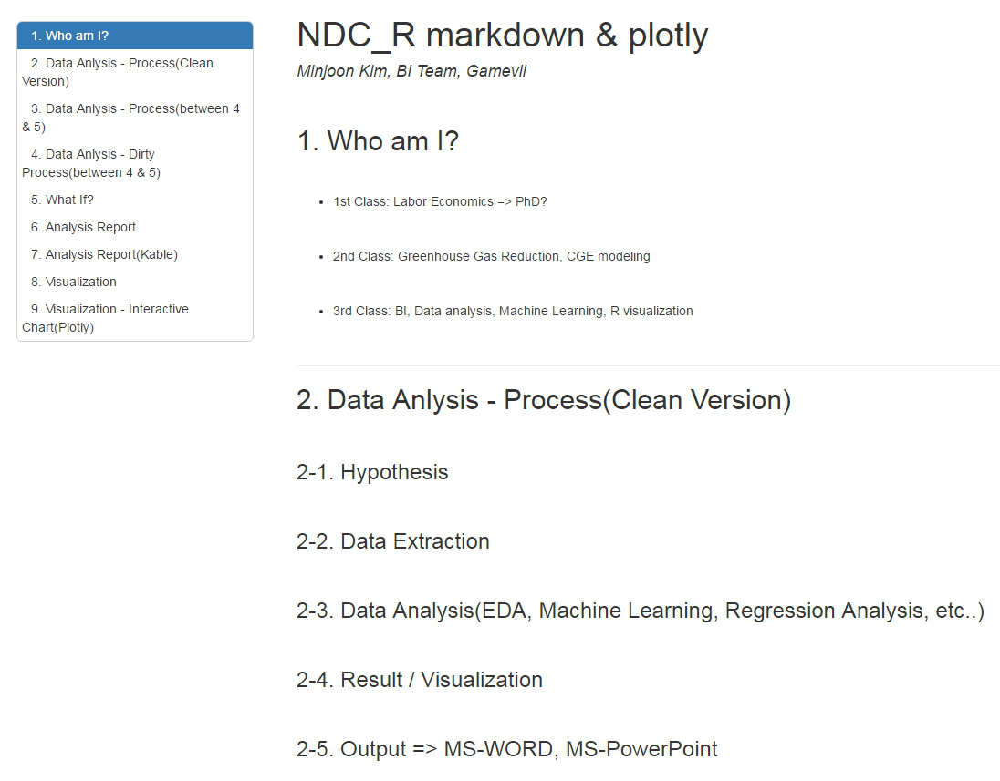 1. Who am I?
2. Data Anlysis - Process(Clean
Version)
3. Data Anlysis - Process(between 4
& 5)
4. Data Anlysis - Dirty
Process(between 4 & 5)
5. What If?
6. Analysis Report
7. Analysis Report(Kable)
8. Visualization
9. Visualization - Interactive
Chart(Plotly)
NDC_R markdown & plotly
Minjoon Kim, BI Team, Gamevil
1. Who am I?
• 1st Class: Labor Economics => PhD?
• 2nd Class: Greenhouse Gas Reduction, CGE modeling
• 3rd Class: BI, Data analysis, Machine Learning, R visualization
2. Data Anlysis - Process(Clean Version)
2-1. Hypothesis
2-2. Data Extraction
2-3. Data Analysis(EDA, Machine Learning, Regression Analysis, etc..)
2-4. Result / Visualization
2-5. Output => MS-WORD, MS-PowerPoint